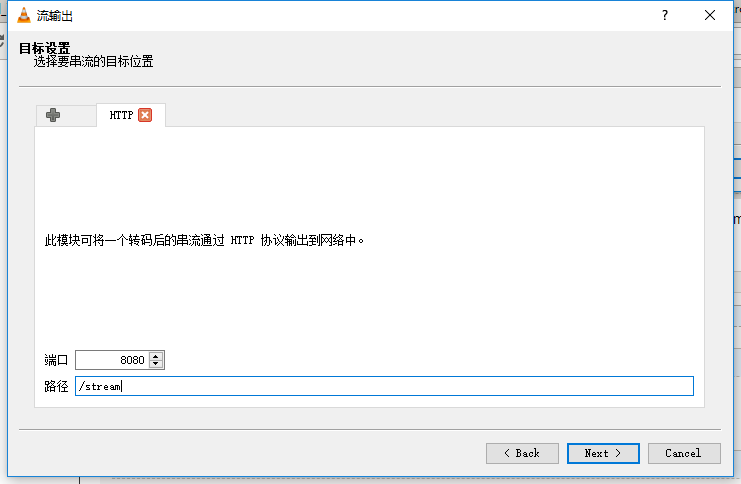 流输出
目标设置
选择要串流的目标位置
HTTP
此模块可将一个转码后的串流通过 HTTP 协议输出到网络中。
端口 8080
路径 /stream
< Back Next > Cancel